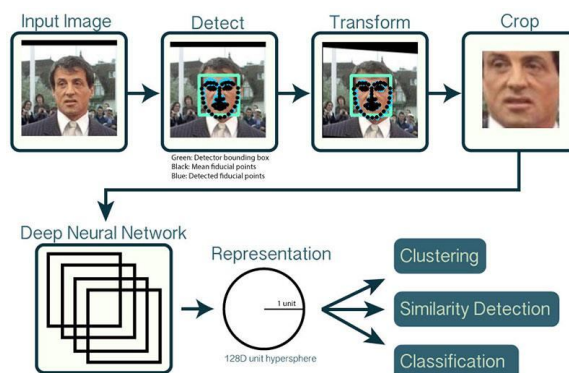 Input Image
Detect
Transform
Crop
Green: Detector bounding box
Black: Mean fiducial points
Blue: Detected fiducial points
Deep Neural Network
Representation
1 unit
128D unit hypersphere
Clustering
Similarity Detection
Classification